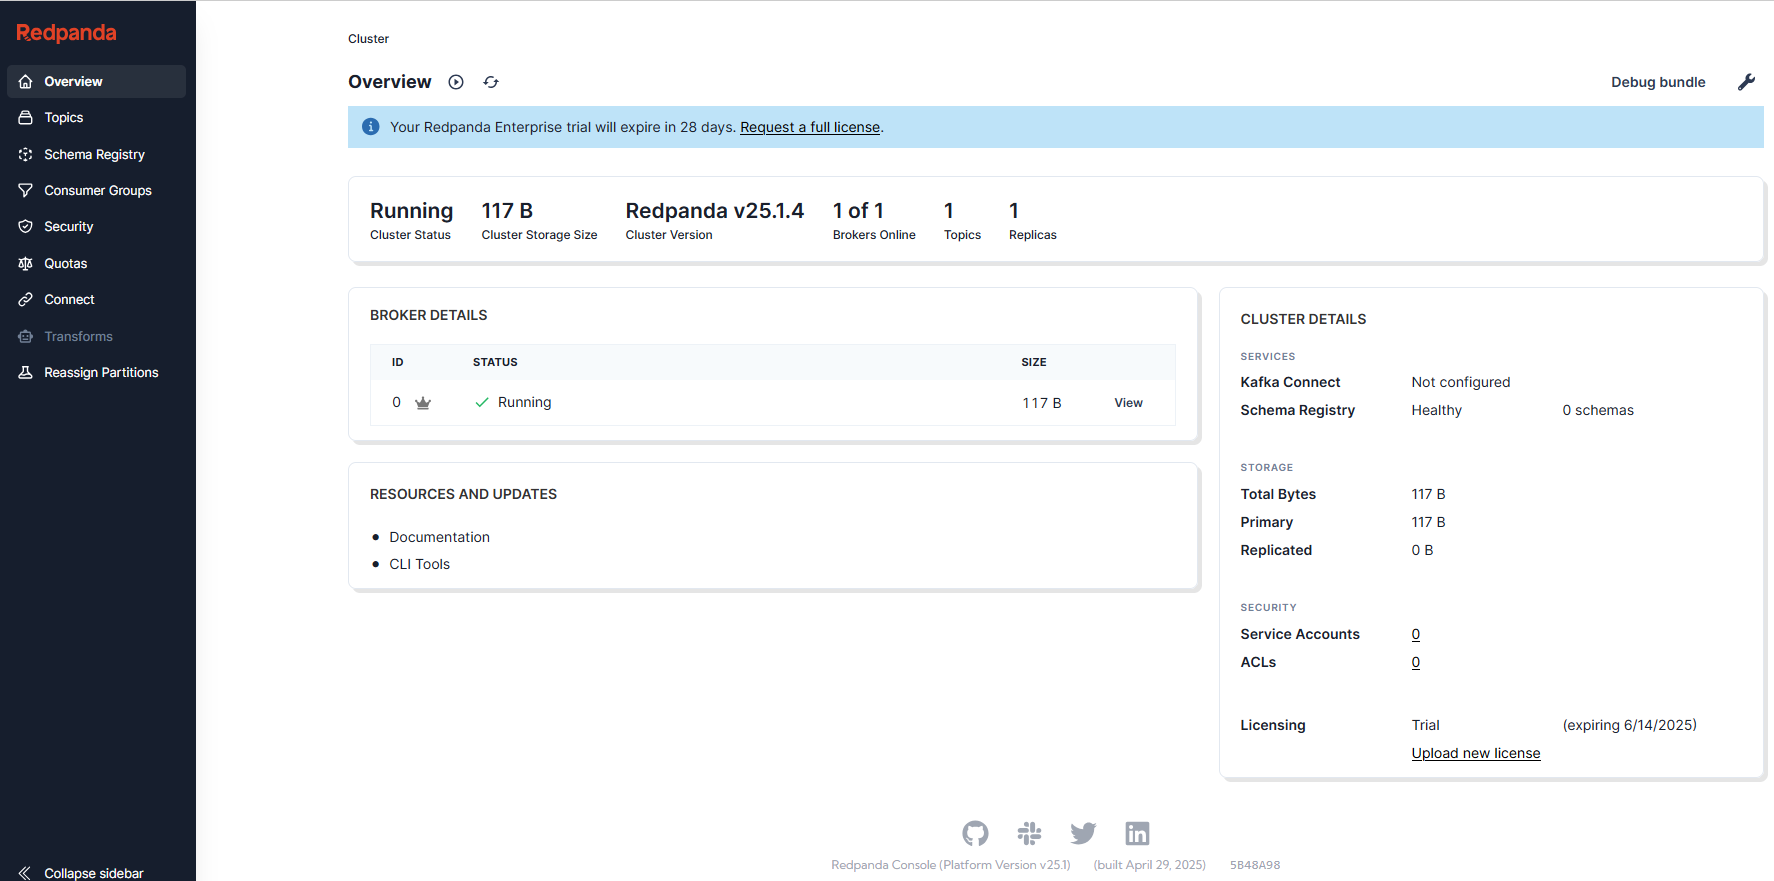 Redpanda
Overview
Topics
Schema Registry
Consumer Groups
Security
Quotas
Connect
Transforms
Reassign Partitions
Collapse sidebar
Cluster
Overview
Debug bundle
Your Redpanda Enterprise trial will expire in 28 days. Request a full license.
Running
Cluster Status
117 B
Cluster Storage Size
Redpanda v25.1.4
Cluster Version
1 of 1
Brokers Online
1
Topics
1
Replicas
BROKER DETAILS
ID STATUS SIZE
0 Running 117 B View
RESOURCES AND UPDATES
Documentation
CLI Tools
CLUSTER DETAILS
SERVICES
Kafka Connect Not configured
Schema Registry Healthy 0 schemas
STORAGE
Total Bytes 117 B
Primary 117 B
Replicated 0 B
SECURITY
Service Accounts 0
ACLs 0
Licensing Trial (expiring 6/14/2025)
Upload new license
Redpanda Console (Platform Version v25.1) (built April 29, 2025) 5B48A98